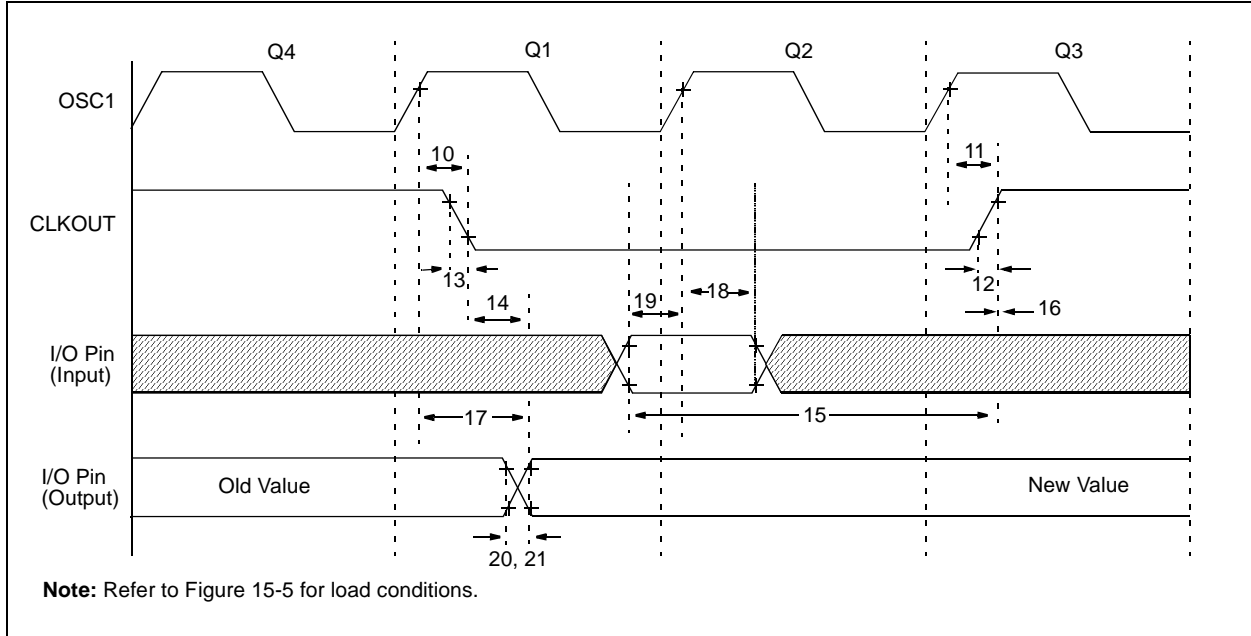 Q4 Q1 Q2 Q3
OSC1
10 11
CLKOUT
13 12
14 19 18 16
I/O Pin
(Input)
17 15
I/O Pin
(Output)
Old Value New Value
20, 21
Note: Refer to Figure 15-5 for load conditions.